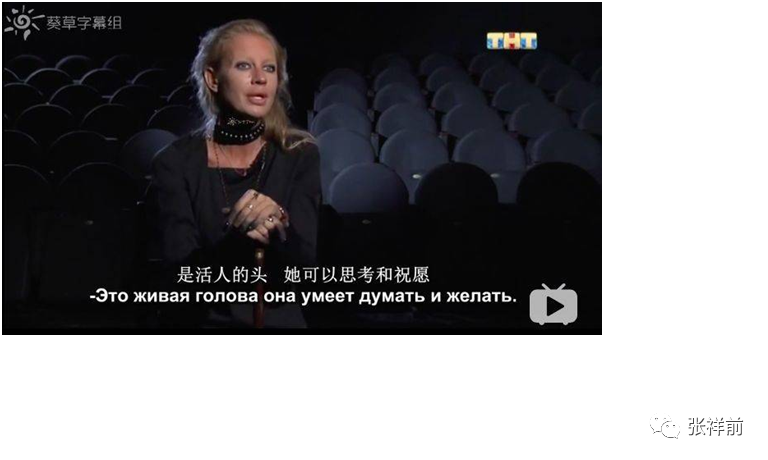 葵草字幕组
ТНТ
是活人的头 她可以思考和祝愿
-Это живая голова она умеет думать и желать.
张祥前